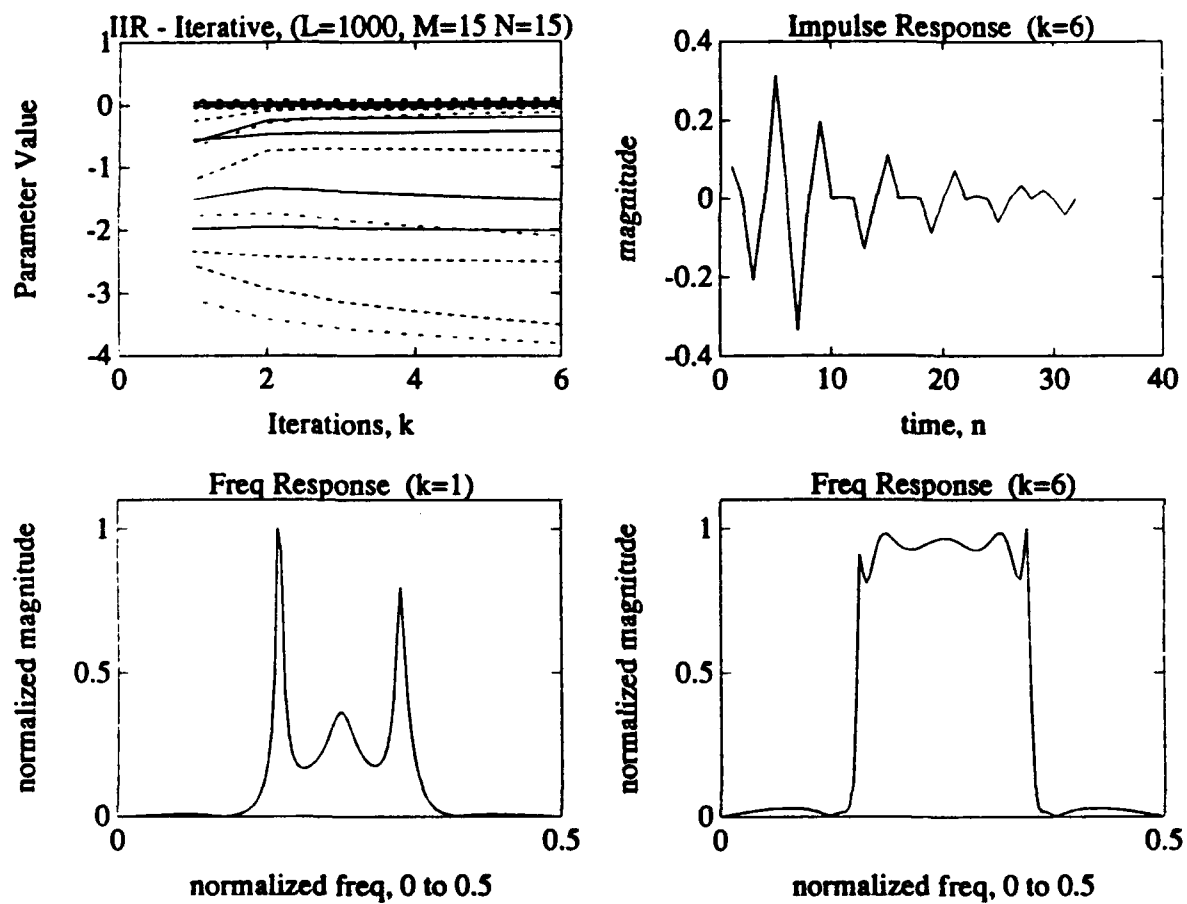 IIR - Iterative, (L=1000, M=15 N=15)
1
0
-1
-2
-3
-4
0
2
4
6
Parameter Value
Iterations, k
Impulse Response (k=6)
0.4
0.2
0
-0.2
-0.4
0
10
20
30
40
magnitude
time, n
Freq Response (k=1)
1
0.5
0
0
0.5
normalized magnitude
normalized freq, 0 to 0.5
Freq Response (k=6)
1
0.5
0
0
0.5
normalized magnitude
normalized freq, 0 to 0.5